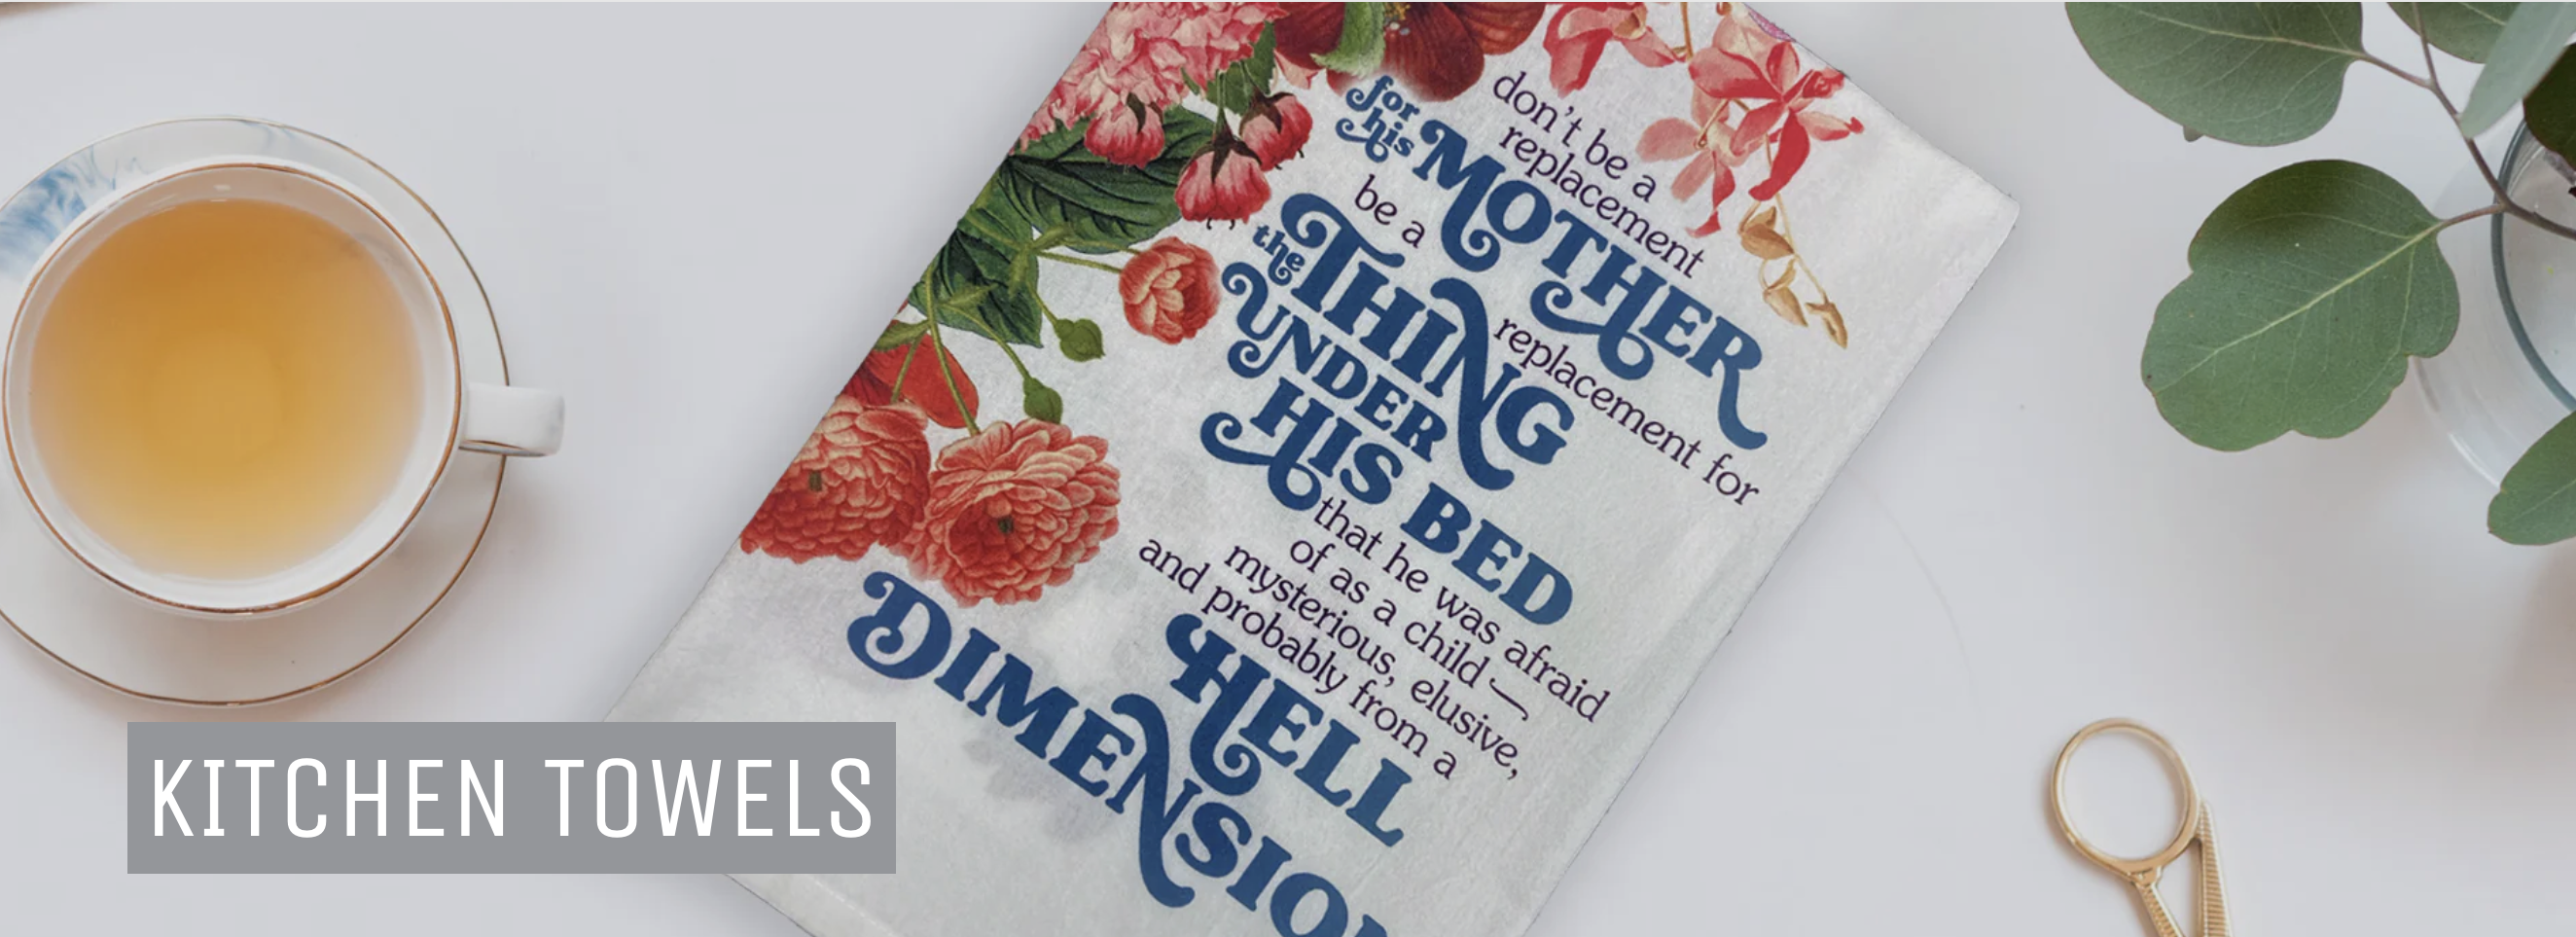 don't be a
replacement
for
his MOTHER
be a
replacement for
the THING
UNDER
HIS BED
that he was afraid
of as a child—
mysterious, elusive,
and probably from a
HELL
DIMENSION
KITCHEN TOWELS